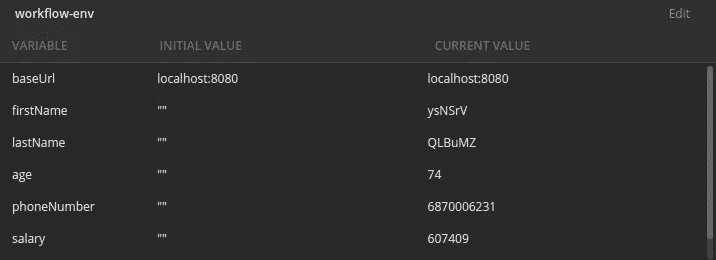 workflow-env Edit
VARIABLE INITIAL VALUE CURRENT VALUE
baseUrl localhost:8080 localhost:8080
firstName "" ysNSrV
lastName "" QLBuMZ
age "" 74
phoneNumber "" 6870006231
salary "" 607409